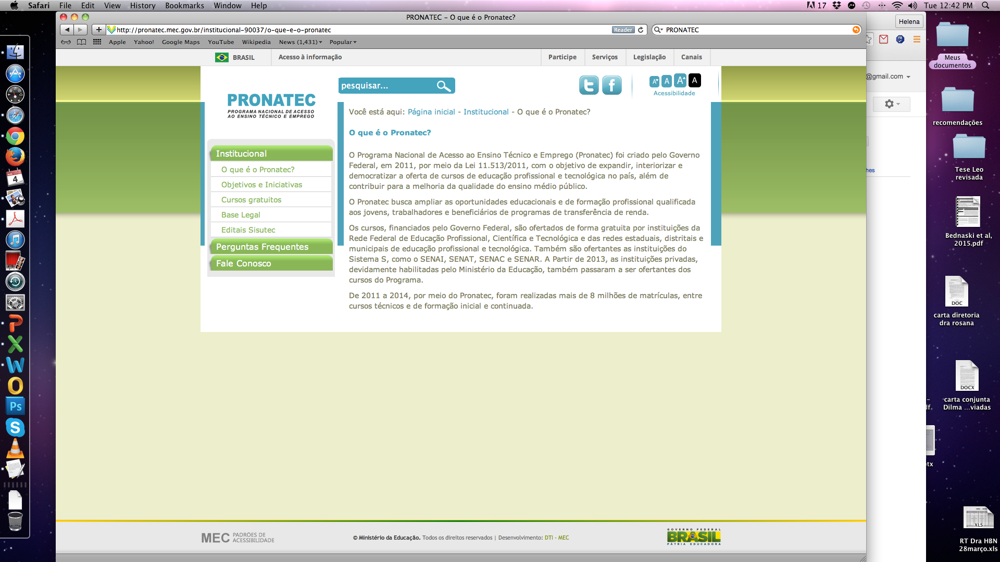 Safari File Edit View History Bookmarks Window Help
17 Tue 12:42 PM
PRONATEC – O que é o Pronatec?
http://pronatec.mec.gov.br/institucional-90037/o-que-e-o-pronatec Reader PRONATEC
Apple Yahoo! Google Maps YouTube Wikipedia News (1,431) Popular
BRASIL Acesso à informação Participe Serviços Legislação Canais
pesquisar...
A A A A
Acessibilidade
PRONATEC
PROGRAMA NACIONAL DE ACESSO
AO ENSINO TÉCNICO E EMPREGO
Institucional
O que é o Pronatec?
Objetivos e Iniciativas
Cursos gratuitos
Base Legal
Editais Sisutec
Perguntas Frequentes
Fale Conosco
Você está aqui: Página inicial - Institucional - O que é o Pronatec?
O que é o Pronatec?
O Programa Nacional de Acesso ao Ensino Técnico e Emprego (Pronatec) foi criado pelo Governo
Federal, em 2011, por meio da Lei 11.513/2011, com o objetivo de expandir, interiorizar e
democratizar a oferta de cursos de educação profissional e tecnológica no país, além de
contribuir para a melhoria da qualidade do ensino médio público.
O Pronatec busca ampliar as oportunidades educacionais e de formação profissional qualificada
aos jovens, trabalhadores e beneficiários de programas de transferência de renda.
Os cursos, financiados pelo Governo Federal, são ofertados de forma gratuita por instituições da
Rede Federal de Educação Profissional, Científica e Tecnológica e das redes estaduais, distritais e
municipais de educação profissional e tecnológica. Também são ofertantes as instituições do
Sistema S, como o SENAI, SENAT, SENAC e SENAR. A Partir de 2013, as instituições privadas,
devidamente habilitadas pelo Ministério da Educação, também passaram a ser ofertantes dos
cursos do Programa.
De 2011 a 2014, por meio do Pronatec, foram realizadas mais de 8 milhões de matrículas, entre
cursos técnicos e de formação inicial e continuada.
MEC PADRÕES DE
ACESSIBILIDADE
© Ministério da Educação. Todos os direitos reservados | Desenvolvimento: DTI - MEC
GOVERNO FEDERAL
BRASIL
PÁTRIA EDUCADORA
Helena
@gmail.com
hes
Meus
documentos
recomendações
Tese Leo
revisada
Bednaski et al,
2015.pdf
DOC
carta diretoria
dra rosana
DOCX
carta conjunta
Dilma ...viadas
XLS
RT Dra HBN
28março.xls
AUG
4
Ps